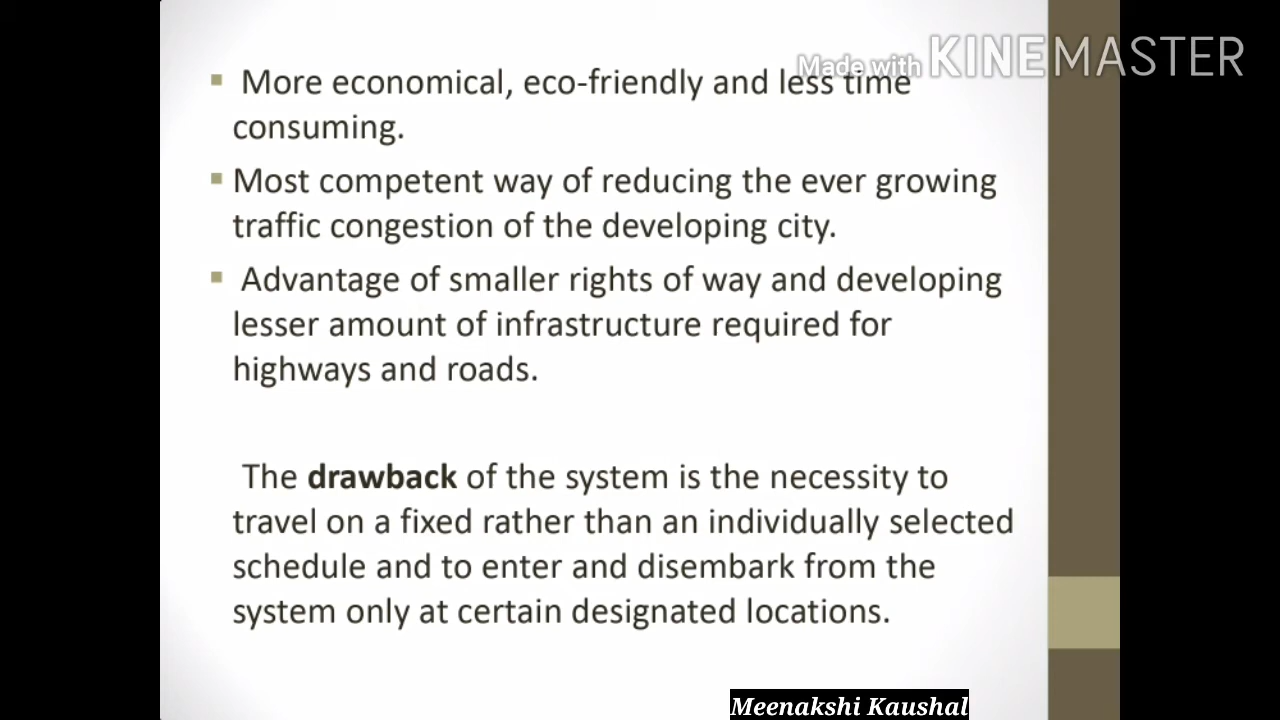 Made with KINEMASTER
▪ More economical, eco-friendly and less time
consuming.
▪ Most competent way of reducing the ever growing
traffic congestion of the developing city.
▪ Advantage of smaller rights of way and developing
lesser amount of infrastructure required for
highways and roads.
The drawback of the system is the necessity to
travel on a fixed rather than an individually selected
schedule and to enter and disembark from the
system only at certain designated locations.
Meenakshi Kaushal